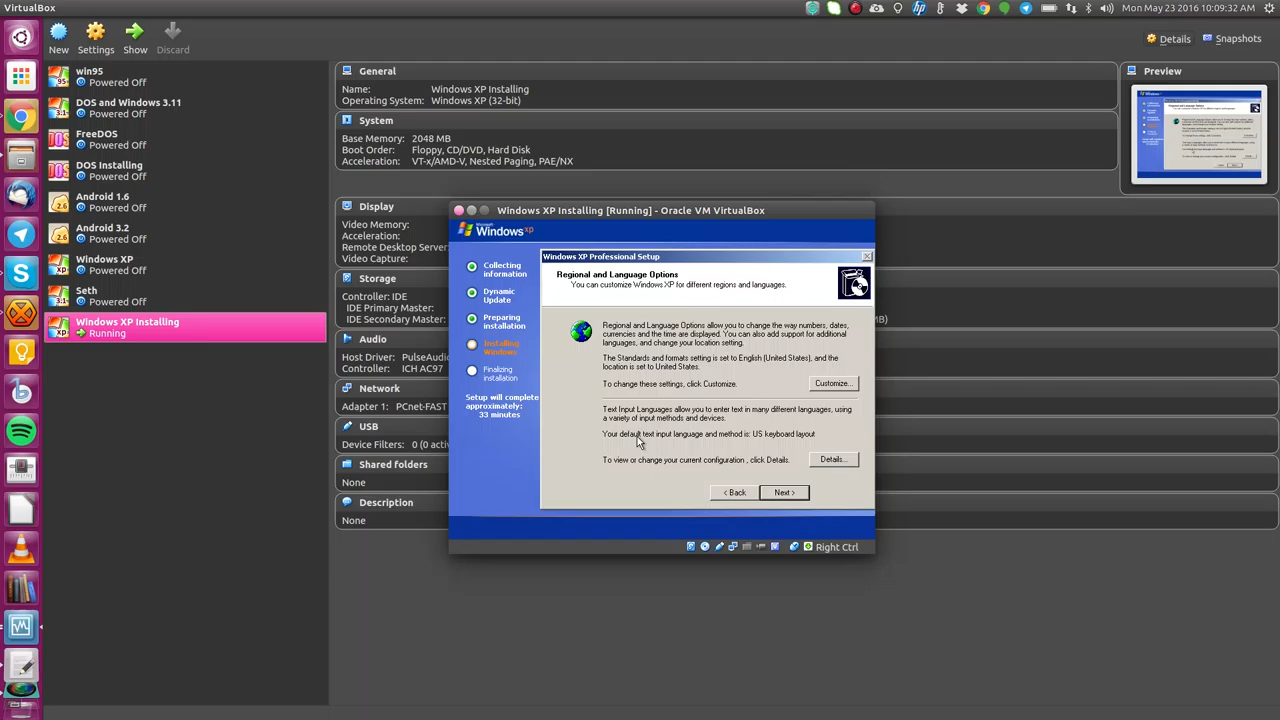 VirtualBox
Mon May 23 2016 10:09:32 AM
New
Settings
Show
Discard
Details
Snapshots
win95
Powered Off
DOS and Windows 3.11
Powered Off
FreeDOS
Powered Off
DOS Installing
Powered Off
Android 1.6
Powered Off
Android 3.2
Powered Off
Windows XP
Powered Off
Seth
Powered Off
Windows XP Installing
Running
General
Name: Windows XP Installing
Operating System: Windows XP (32-bit)
System
Base Memory: 2048 MB
Boot Order: Floppy, CD/DVD, Hard Disk
Acceleration: VT-x/AMD-V, Nested Paging, PAE/NX
Preview
Display
Video Memory:
Acceleration:
Remote Desktop Server:
Video Capture:
Storage
Controller: IDE
IDE Primary Master:
IDE Secondary Master:
B)
Audio
Host Driver: PulseAudio
Controller: ICH AC97
Network
Adapter 1: PCnet-FAST
USB
Device Filters: 0 (0 activ
Shared folders
None
Description
None
Windows XP Installing [Running] - Oracle VM VirtualBox
Microsoft
Windows xp
Collecting
information
Dynamic
Update
Preparing
installation
Installing
Windows
Finalizing
installation
Setup will complete
approximately:
33 minutes
Windows XP Professional Setup
Regional and Language Options
You can customize Windows XP for different regions and languages.
Regional and Language Options allow you to change the way numbers, dates,
currencies and the time are displayed. You can also add support for additional
languages, and change your location setting.
The Standards and formats setting is set to English (United States), and the
location is set to United States.
To change these settings, click Customize.
Customize...
Text Input Languages allow you to enter text in many different languages, using
a variety of input methods and devices.
Your default text input language and method is: US keyboard layout
To view or change your current configuration , click Details.
Details...
< Back
Next >
Right Ctrl